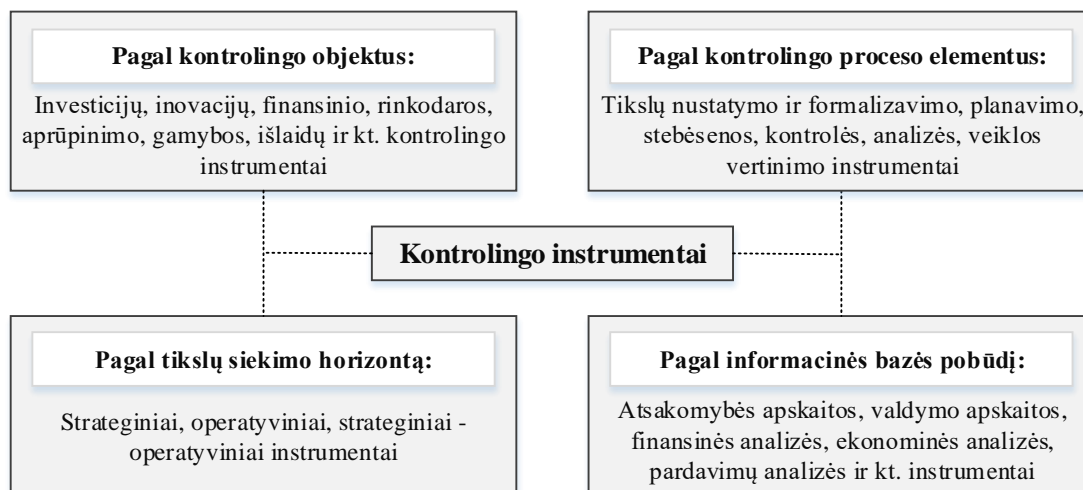 Pagal kontrolingo objektus:
Investicijų, inovacijų, finansinio, rinkodaros,
aprūpinimo, gamybos, išlaidų ir kt. kontrolingo
instrumentai
Pagal kontrolingo proceso elementus:
Tikslų nustatymo ir formalizavimo, planavimo,
stebėsenos, kontrolės, analizės, veiklos
vertinimo instrumentai
Kontrolingo instrumentai
Pagal tikslų siekimo horizontą:
Strateginiai, operatyviniai, strateginiai -
operatyviniai instrumentai
Pagal informacinės bazės pobūdį:
Atsakomybės apskaitos, valdymo apskaitos,
finansinės analizės, ekonominės analizės,
pardavimų analizės ir kt. instrumentai